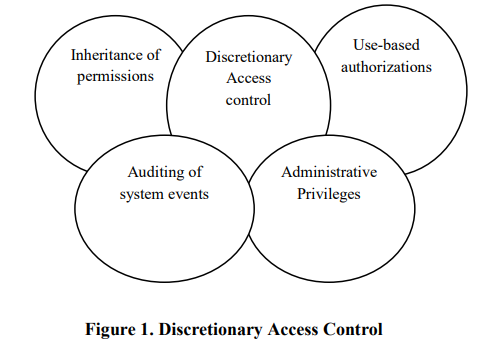 Inheritance of
permissions
Discretionary
Access
control
Use-based
authorizations
Auditing of
system events
Administrative
Privileges
Figure 1. Discretionary Access Control